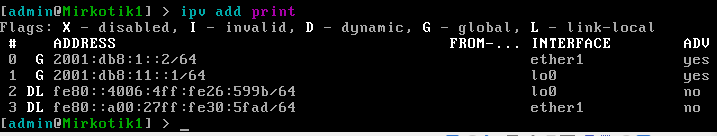 [admin@Mirkotik1] > ipv add print
Flags: X - disabled, I - invalid, D - dynamic, G - global, L - link-local
#    ADDRESS                                     FROM-... INTERFACE        ADV
0  G 2001:db8:1::2/64                                     ether1           yes
1  G 2001:db8:11::1/64                                    lo0              yes
2 DL fe80::4006:4ff:fe26:599b/64                          lo0              no
3 DL fe80::a00:27ff:fe30:5fad/64                          ether1           no
[admin@Mirkotik1] > _